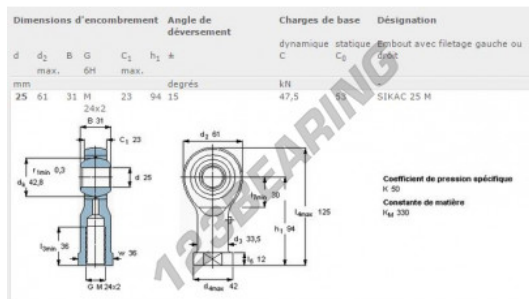 Dimensions d'encombrement Angle de déversement Charges de base Désignation
dynamique statique Embout avec filetage gauche ou droit
d d2 B G C1 h1 ± C C0
max. 6H max.
mm degrés kN
25 61 31 M 24x2 23 94 15 47,5 53 SIKAC 25 M
B 31
C1 23
r1min 0,3
dk 42,8
d 25
l3min 36
w 36
G M 24x2
d2 61
l7min 30
l4max 125
h1 94
d3 33,5
l5 12
d4max 42
Coefficient de pression spécifique
K 50
Constante de matière
KM 330
123BEARING